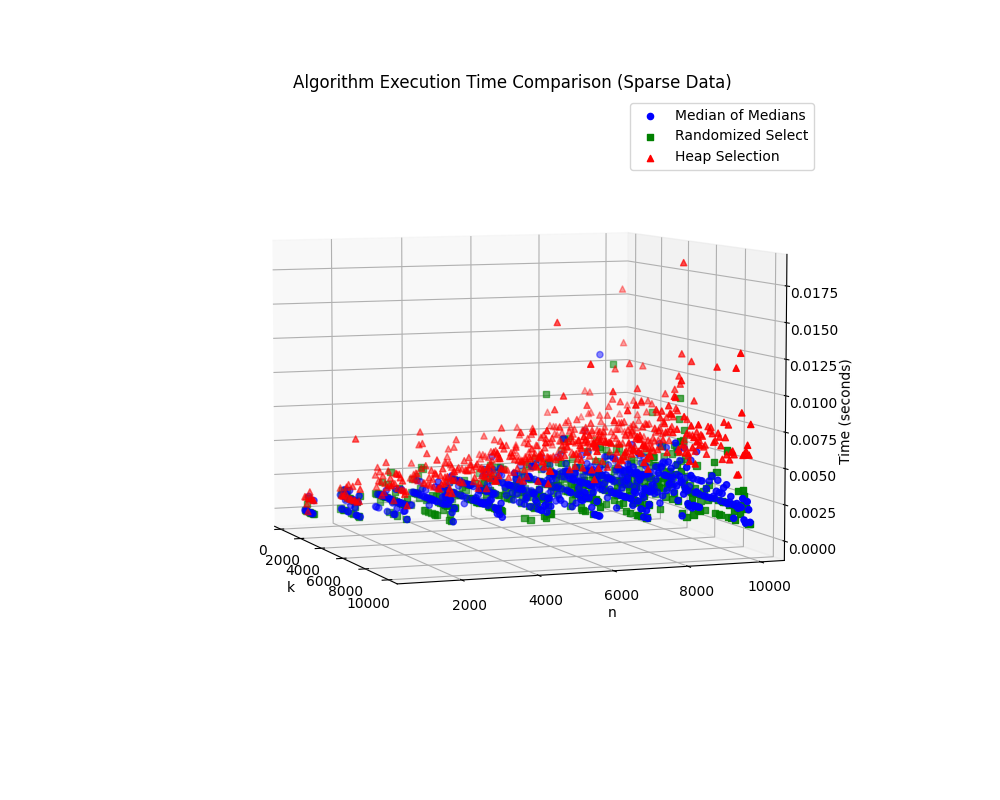 Algorithm Execution Time Comparison (Sparse Data)
Median of Medians
Randomized Select
Heap Selection
0.0175
0.0150
0.0125
0.0100
0.0075
0.0050
0.0025
0.0000
Time (seconds)
0
2000
4000
6000
8000
10000
k
2000
4000
6000
8000
10000
n